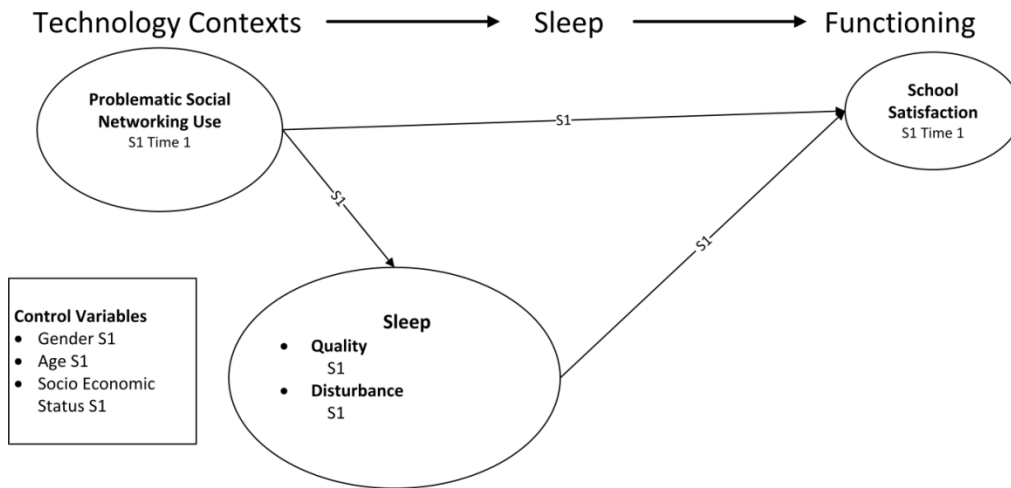 Technology Contexts
Sleep
Functioning
Problematic Social
Networking Use
S1 Time 1
School
Satisfaction
S1 Time 1
S1
S1
S1
Control Variables
• Gender S1
• Age S1
• Socio Economic
Status S1
Sleep
• Quality
S1
• Disturbance
S1